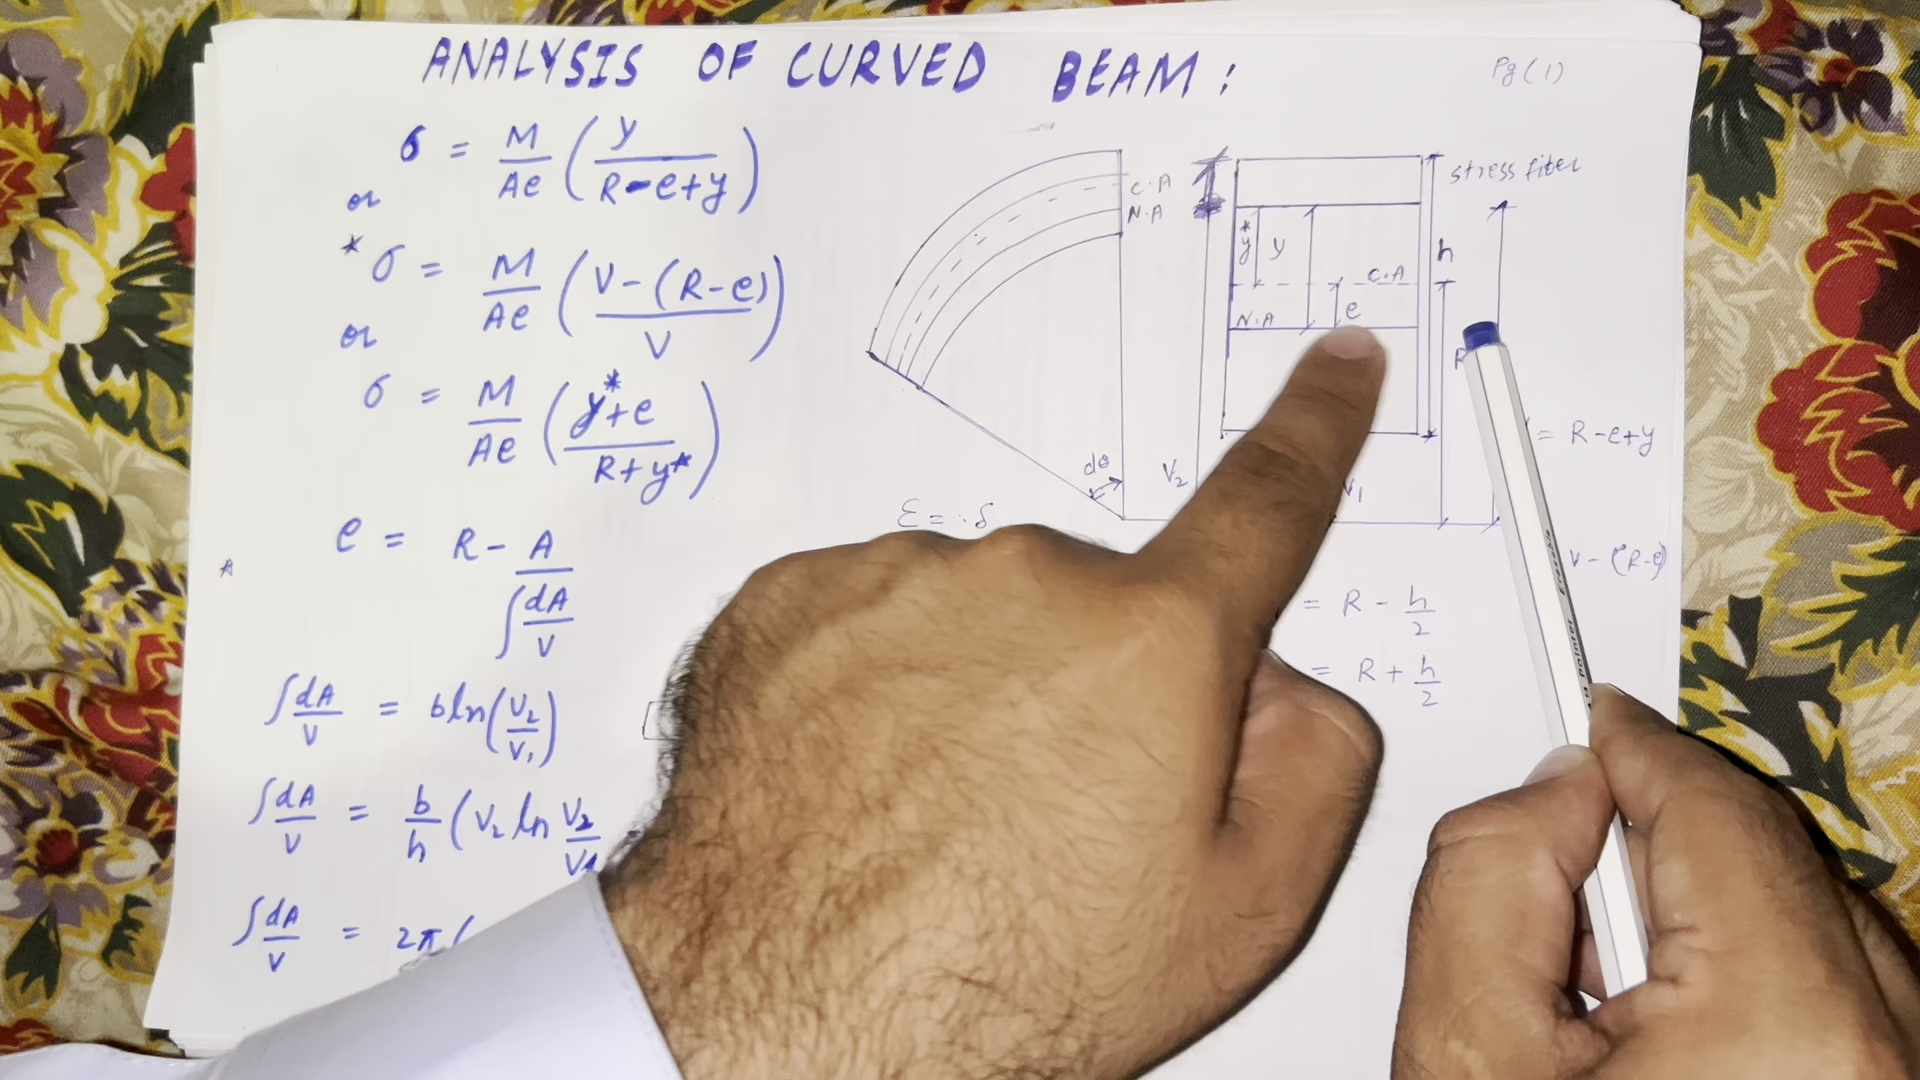 ANALYSIS OF CURVED BEAM :
Pg(1)
σ = M/Ae (y/(R-e+y))
or
* σ = M/Ae ((V-(R-e))/V)
or
σ = M/Ae ((y*+e)/(R+y*))
*
e = R - A/∫dA/V
∫dA/V = bln(V2/V1)
∫dA/V = b/h (V2 ln V2/V1
∫dA/V = 2π (
C.A
N.A
dθ
ε = δ
stress fiber
y*
y
h
C.A
e
N.A
R
V2
V1
= R-e+y
V-(R-e)
= R - h/2
= R + h/2